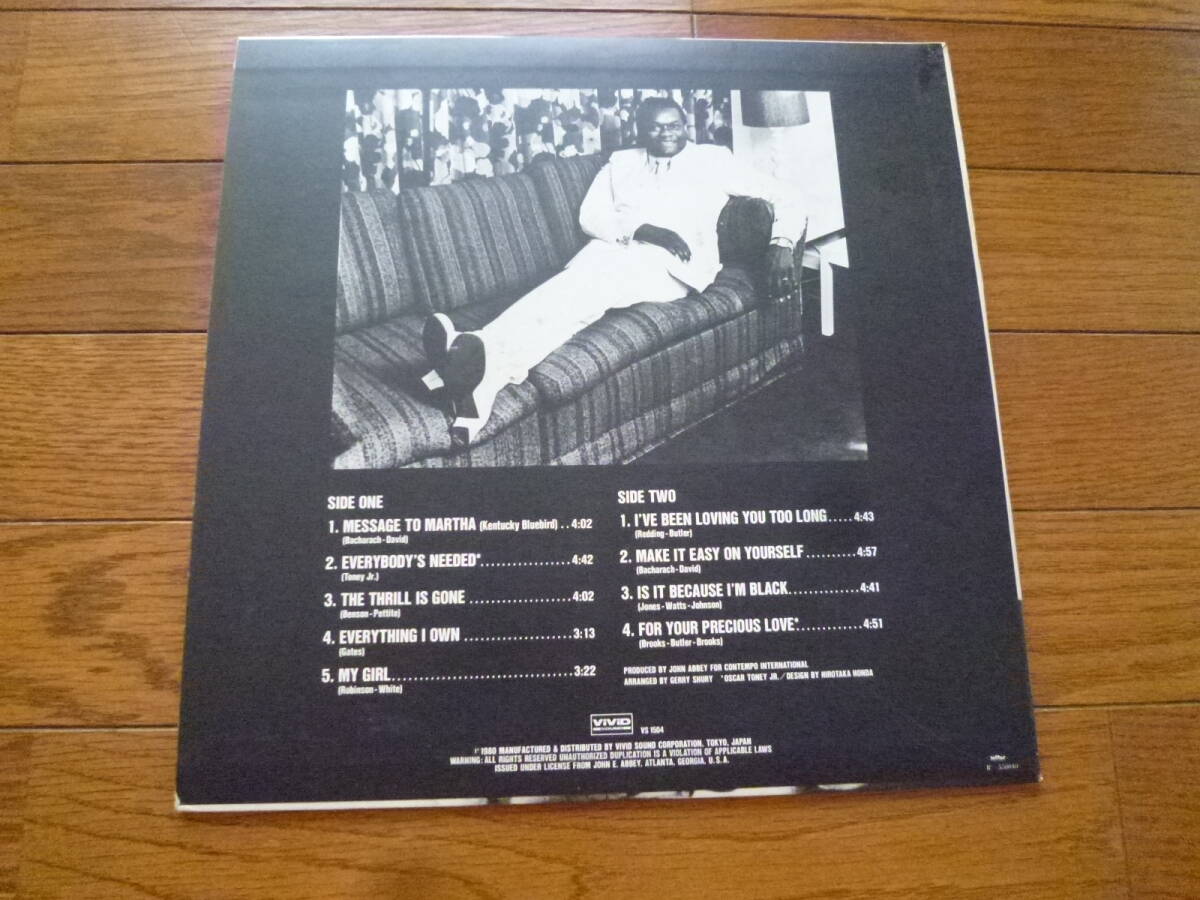 SIDE ONE
1. MESSAGE TO MARTHA (Kentucky Bluebird) .. 4:02
(Bacharach - David)
2. EVERYBODY'S NEEDED*................. 4:42
(Toney Jr.)
3. THE THRILL IS GONE ................... 4:02
(Benson - Pettite)
4. EVERYTHING I OWN .................... 3:13
(Gates)
5. MY GIRL.................................. 3:22
(Robinson - White)
SIDE TWO
1. I'VE BEEN LOVING YOU TOO LONG..... 4:43
(Redding - Butler)
2. MAKE IT EASY ON YOURSELF .......... 4:57
(Bacharach - David)
3. IS IT BECAUSE I'M BLACK.............. 4:41
(Jones - Watts - Johnson)
4. FOR YOUR PRECIOUS LOVE*............ 4:51
(Brooks - Butler - Brooks)
PRODUCED BY JOHN ABBEY FOR CONTEMPO INTERNATIONAL
ARRANGED BY GERRY SHURY *OSCAR TONEY JR. / DESIGN BY HIROTAKA HONDA
VIVID
VS 1504
℗ 1980 MANUFACTURED & DISTRIBUTED BY VIVID SOUND CORPORATION, TOKYO, JAPAN
WARNING: ALL RIGHTS RESERVED UNAUTHORIZED DUPLICATION IS A VIOLATION OF APPLICABLE LAWS
ISSUED UNDER LICENSE FROM JOHN E. ABBEY, ATLANTA, GEORGIA, U.S.A.